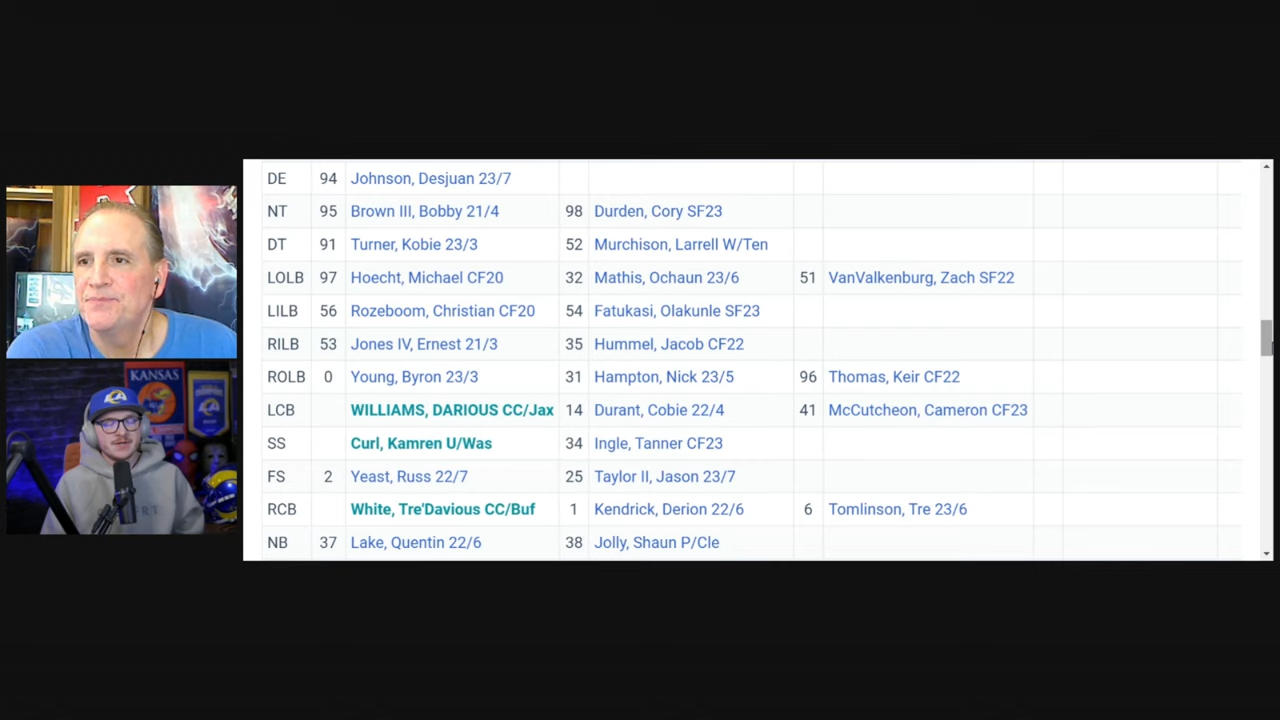 DE 94 Johnson, Desjuan 23/7
NT 95 Brown III, Bobby 21/4 98 Durden, Cory SF23
DT 91 Turner, Kobie 23/3 52 Murchison, Larrell W/Ten
LOLB 97 Hoecht, Michael CF20 32 Mathis, Ochaun 23/6 51 VanValkenburg, Zach SF22
LILB 56 Rozeboom, Christian CF20 54 Fatukasi, Olakunle SF23
RILB 53 Jones IV, Ernest 21/3 35 Hummel, Jacob CF22
ROLB 0 Young, Byron 23/3 31 Hampton, Nick 23/5 96 Thomas, Keir CF22
LCB WILLIAMS, DARIOUS CC/Jax 14 Durant, Cobie 22/4 41 McCutcheon, Cameron CF23
SS Curl, Kamren U/Was 34 Ingle, Tanner CF23
FS 2 Yeast, Russ 22/7 25 Taylor II, Jason 23/7
RCB White, Tre'Davious CC/Buf 1 Kendrick, Derion 22/6 6 Tomlinson, Tre 23/6
NB 37 Lake, Quentin 22/6 38 Jolly, Shaun P/Cle
KANSAS